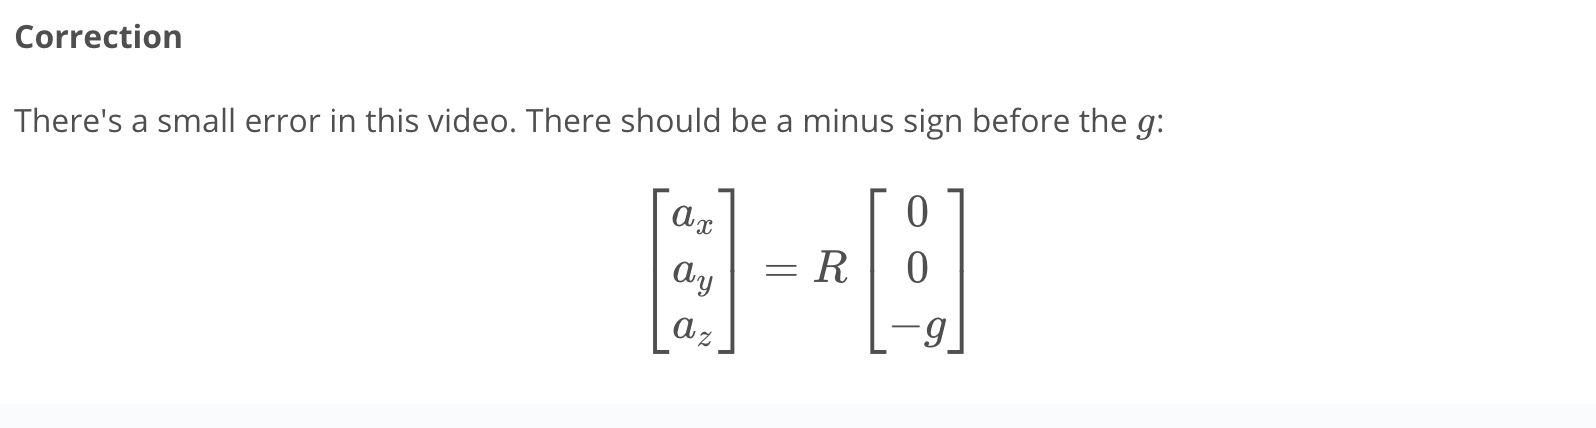 Correction
There's a small error in this video. There should be a minus sign before the g:
[a_x a_y a_z] = R [0 0 −g]